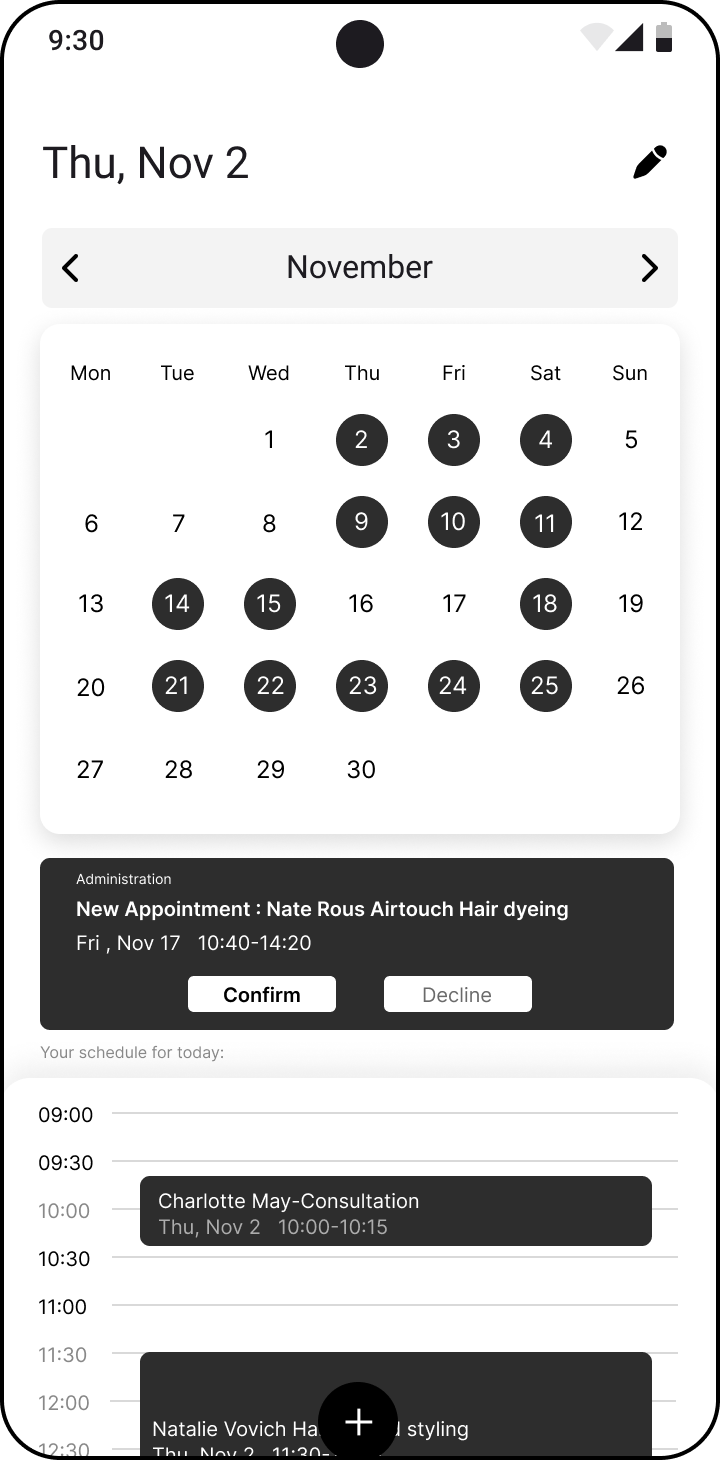 9:30
Thu, Nov 2
November
Mon Tue Wed Thu Fri Sat Sun
1 2 3 4 5
6 7 8 9 10 11 12
13 14 15 16 17 18 19
20 21 22 23 24 25 26
27 28 29 30
Administration
New Appointment : Nate Rous Airtouch Hair dyeing
Fri , Nov 17 10:40-14:20
Confirm Decline
Your schedule for today:
09:00
09:30
Charlotte May-Consultation
10:00
Thu, Nov 2 10:00-10:15
10:30
11:00
11:30
12:00
Natalie Vovich styling
12:30
Thu, Nov 2 11:30-